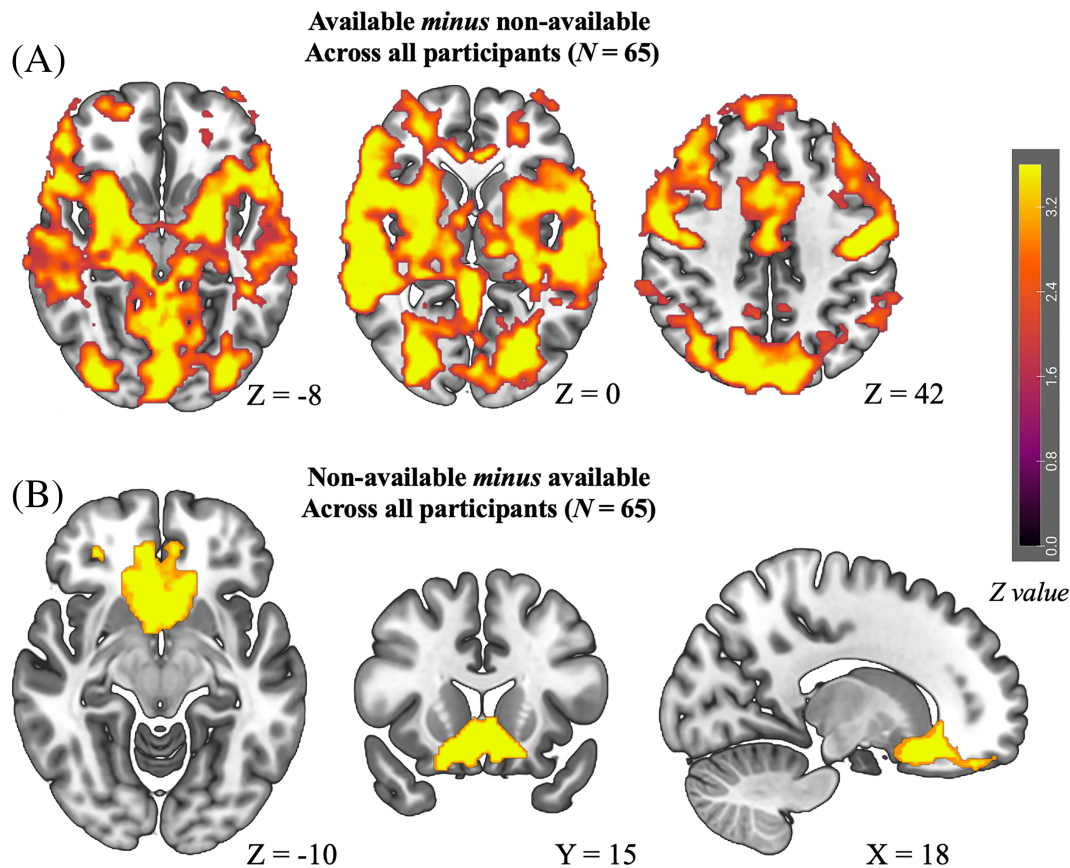 Available minus non-available
(A)
Across all participants (N = 65)
Z = -8
Z = 0
Z = 42
3.2
2.4
1.6
0.8
0.0
Z value
Non-available minus available
(B)
Across all participants (N = 65)
Z = -10
Y = 15
X = 18